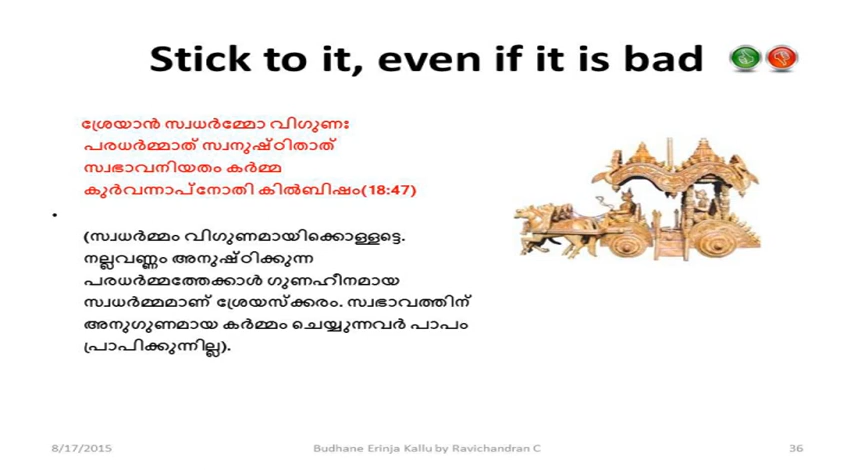 Stick to it, even if it is bad
ശ്രേയാൻ സ്വധർമ്മോ വിഗുണഃ
പരധർമ്മാത് സ്വനുഷ്ഠിതാത്
സ്വഭാവനിയതം കർമ്മ
കുർവന്നാപ്നോതി കിൽബിഷം(18:47)
(സ്വധർമ്മം വിഗുണമായിക്കൊള്ളട്ടെ.
നല്ലവണ്ണം അനുഷ്ഠിക്കുന്ന
പരധർമ്മത്തേക്കാൾ ഗുണഹീനമായ
സ്വധർമ്മമാണ് ശ്രേയസ്ക്കരം. സ്വഭാവത്തിന്
അനുഗുണമായ കർമ്മം ചെയ്യുന്നവർ പാപം
പ്രാപിക്കുന്നില്ല).
8/17/2015
Budhane Erinja Kallu by Ravichandran C
36